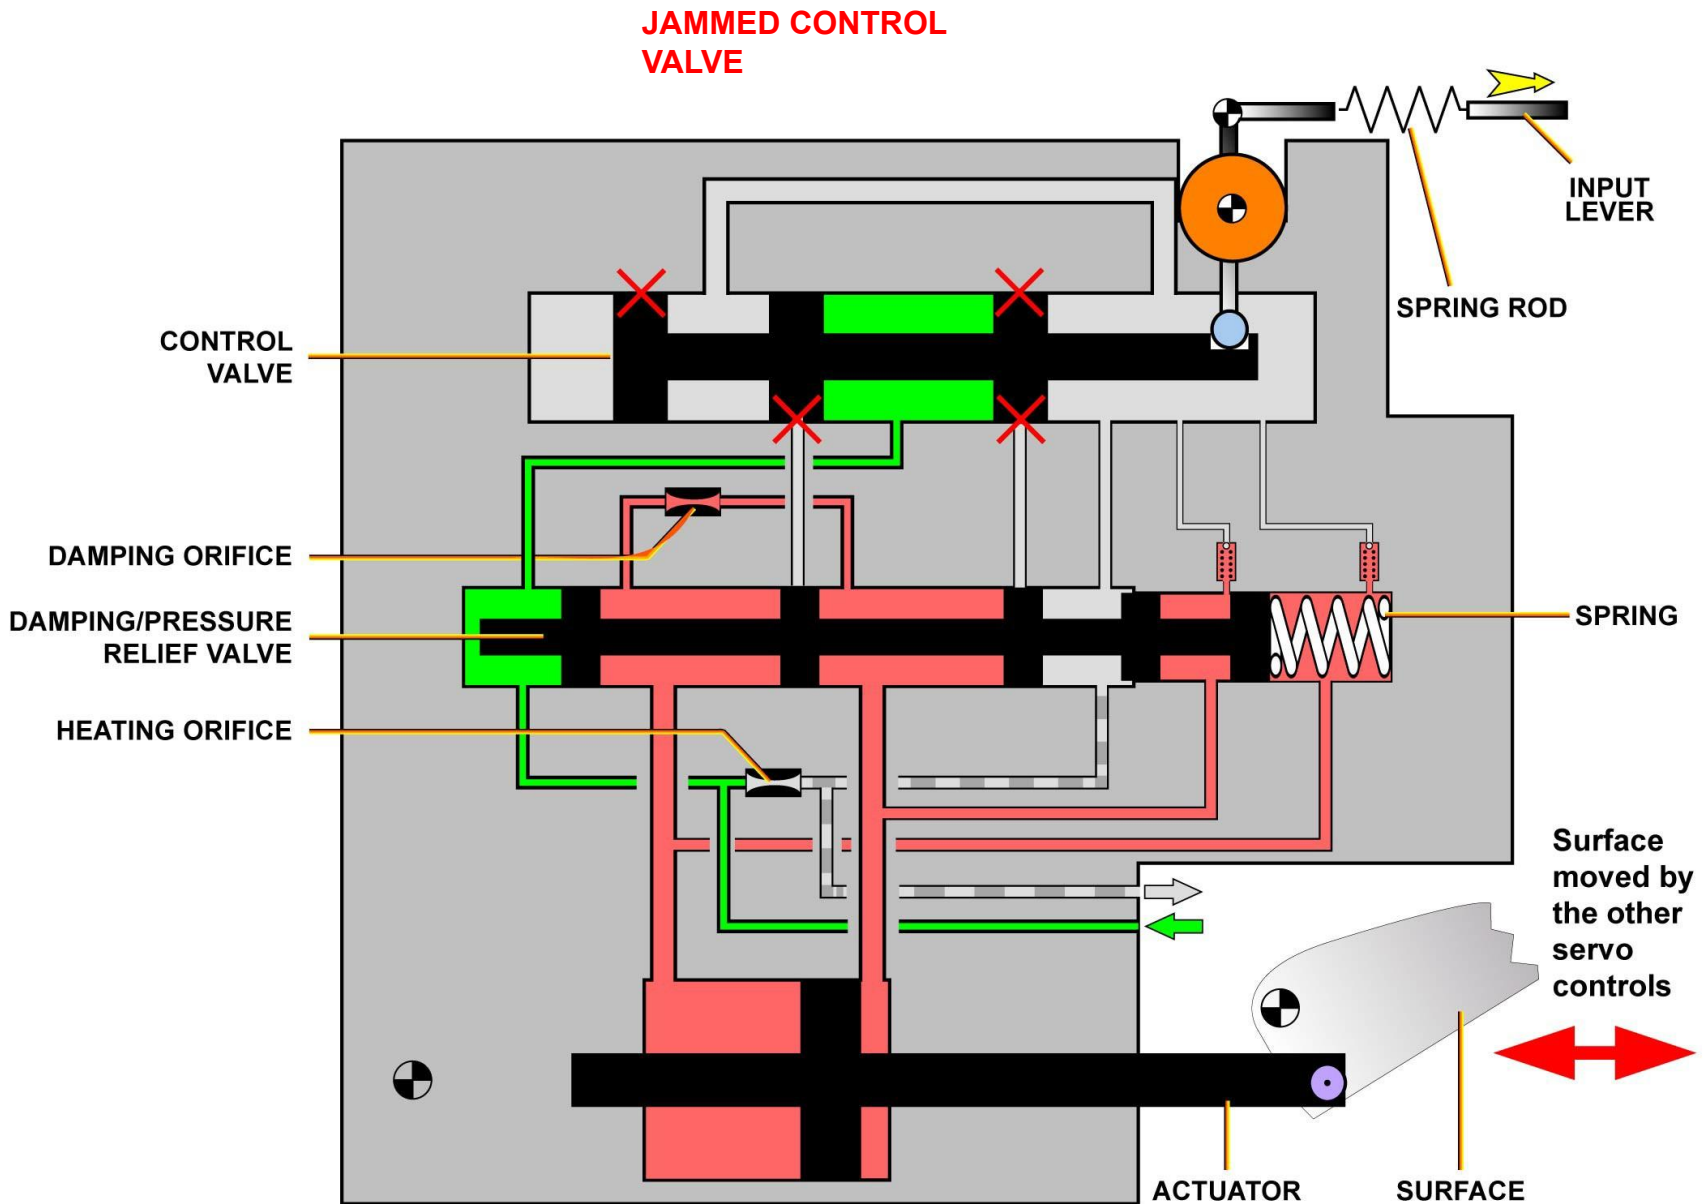 JAMMED CONTROL
VALVE
INPUT
LEVER
SPRING ROD
CONTROL
VALVE
DAMPING ORIFICE
DAMPING/PRESSURE
RELIEF VALVE
SPRING
HEATING ORIFICE
Surface
moved by
the other
servo
controls
ACTUATOR
SURFACE